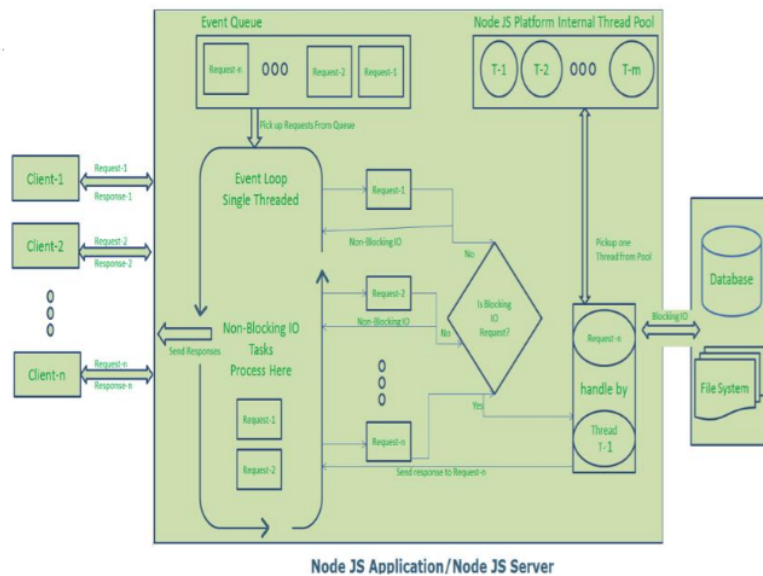 Event Queue
Node JS Platform Internal Thread Pool
Request-n
Request-2
Request-1
T-1
T-2
T-m
Pick up Requests From Queue
Client-1
Request-1
Response-1
Event Loop
Single Threaded
Request-1
Non-Blocking IO
No
Client-2
Request-2
Response-2
Pickup one
Thread from Pool
Database
Request-2
Non-Blocking IO
No
Is Blocking
IO
Request?
Blocking IO
Request-n
Send Responses
Non-Blocking IO
Tasks
Process Here
Client-n
Request-n
Response-n
handle by
File System
Request-1
Yes
Request-n
Thread
T-1
Request-2
Send response to Request-n
Node JS Application/Node JS Server